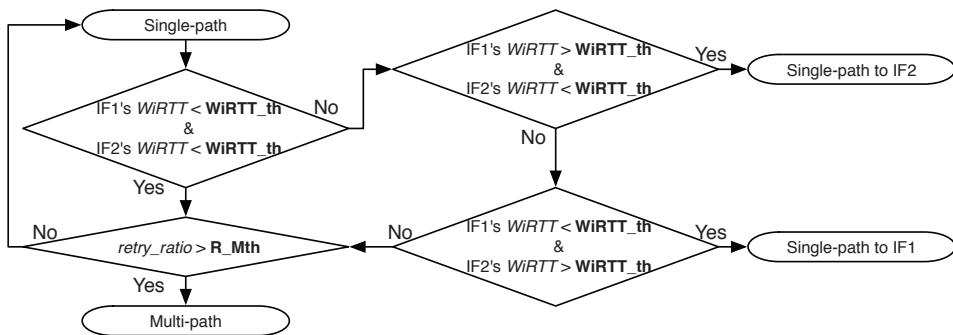 Single-path
IF1's WiRTT < WiRTT_th
&
IF2's WiRTT < WiRTT_th
No
Yes
IF1's WiRTT > WiRTT_th
&
IF2's WiRTT < WiRTT_th
Yes
Single-path to IF2
No
IF1's WiRTT < WiRTT_th
&
IF2's WiRTT > WiRTT_th
Yes
Single-path to IF1
No
retry_ratio > R_Mth
No
Yes
Multi-path